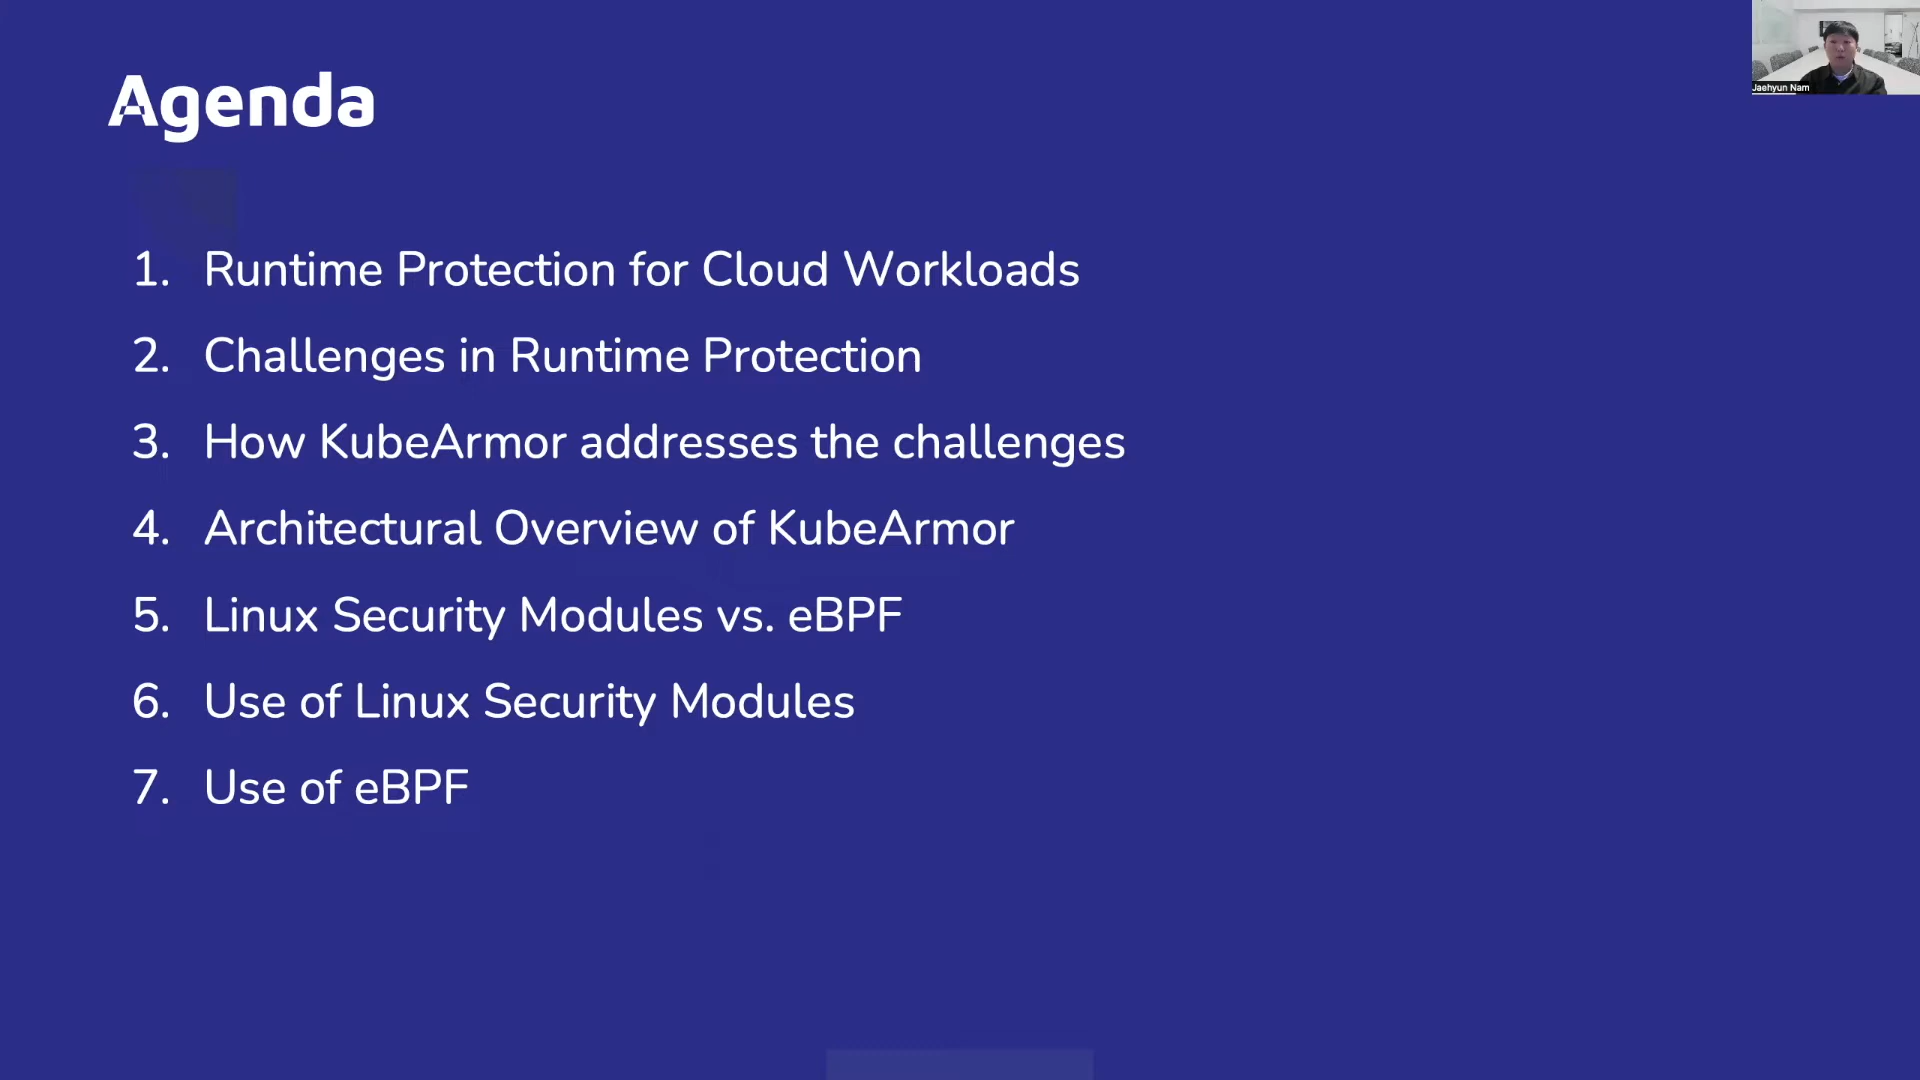 Agenda
Jaehyun Nam
1. Runtime Protection for Cloud Workloads
2. Challenges in Runtime Protection
3. How KubeArmor addresses the challenges
4. Architectural Overview of KubeArmor
5. Linux Security Modules vs. eBPF
6. Use of Linux Security Modules
7. Use of eBPF